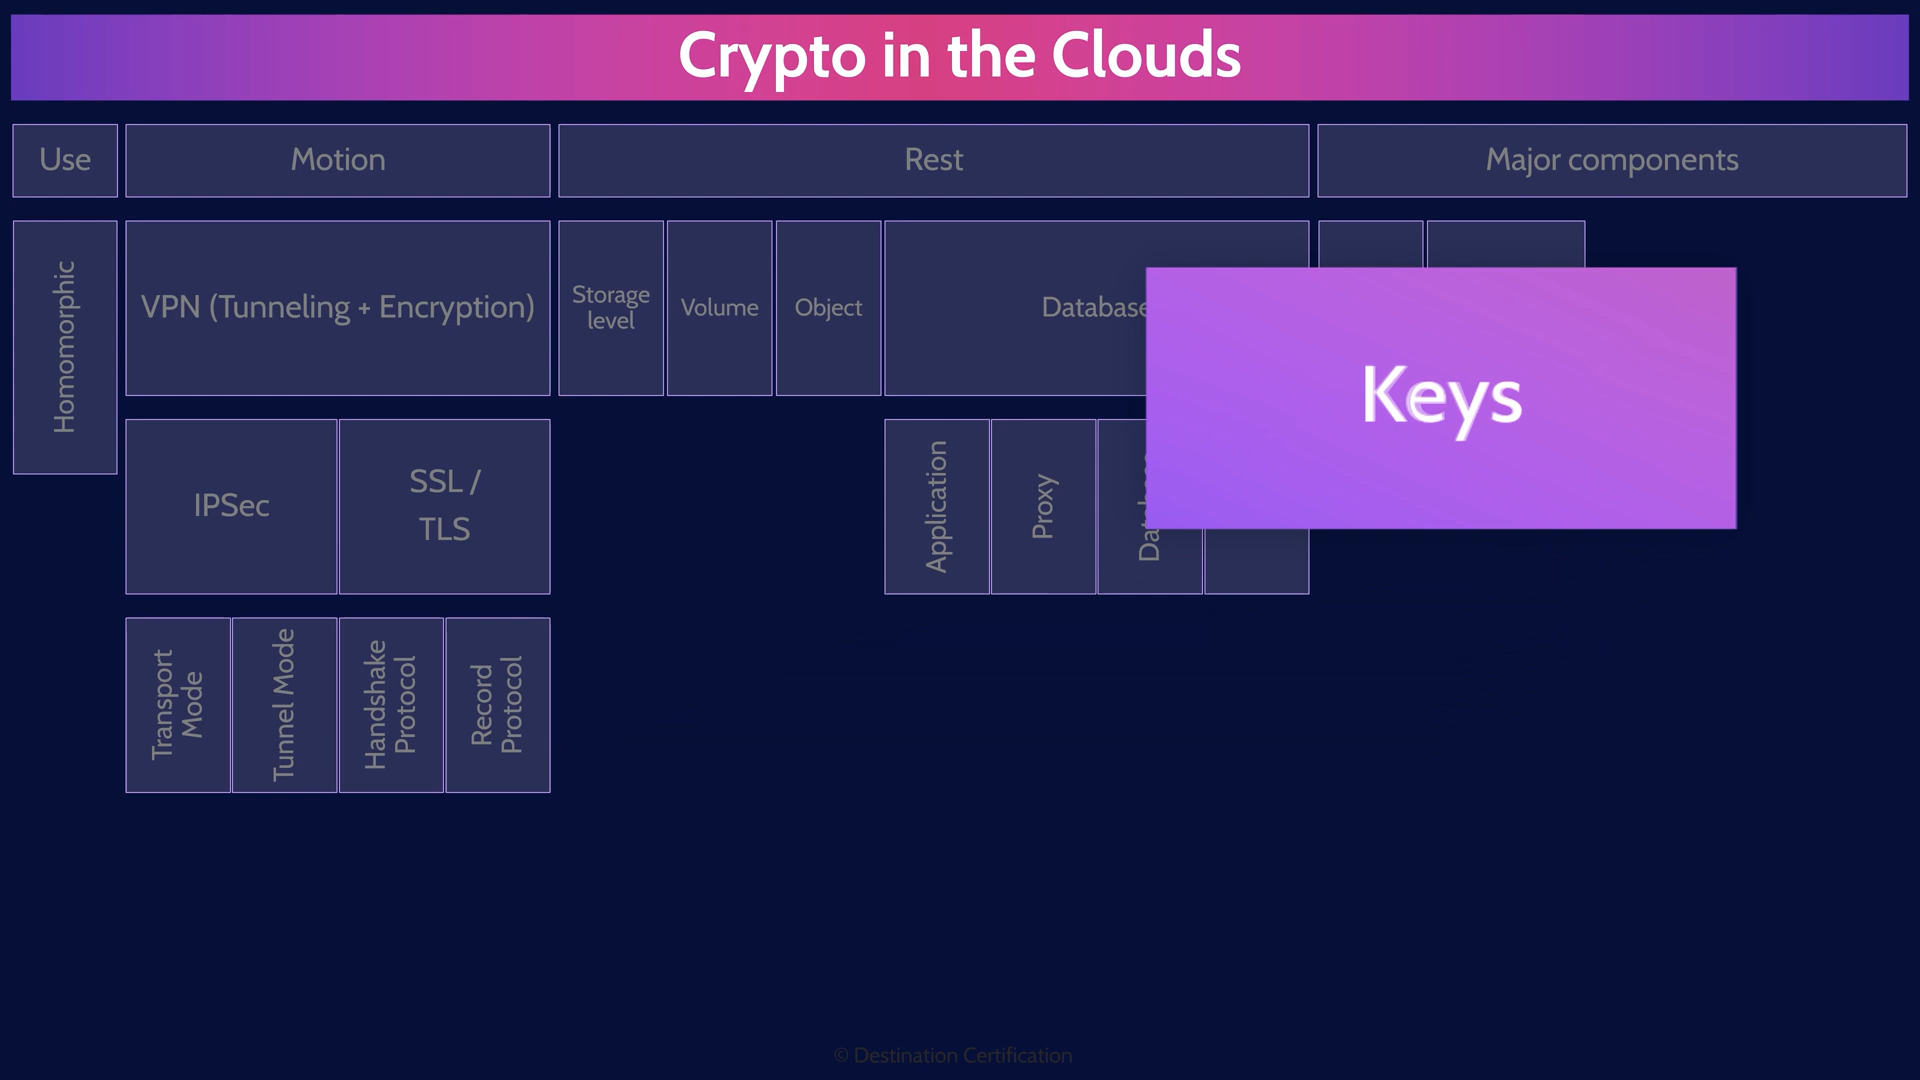 Crypto in the Clouds
Use
Motion
Rest
Major components
Homomorphic
VPN (Tunneling + Encryption)
Storage
level
Volume
Object
Database
Keys
IPSec
SSL /
TLS
Application
Proxy
Transport
Mode
Tunnel Mode
Handshake
Protocol
Record
Protocol
© Destination Certification